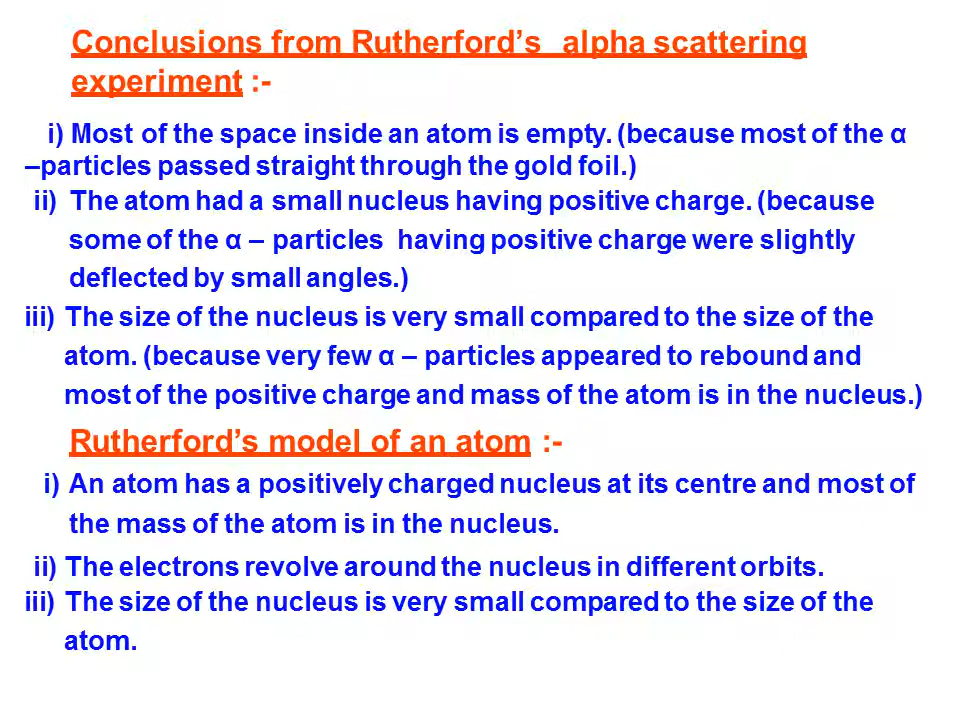 Conclusions from Rutherford’s alpha scattering
experiment :-
i) Most of the space inside an atom is empty. (because most of the α
–particles passed straight through the gold foil.)
ii) The atom had a small nucleus having positive charge. (because
some of the α – particles having positive charge were slightly
deflected by small angles.)
iii) The size of the nucleus is very small compared to the size of the
atom. (because very few α – particles appeared to rebound and
most of the positive charge and mass of the atom is in the nucleus.)
Rutherford’s model of an atom :-
i) An atom has a positively charged nucleus at its centre and most of
the mass of the atom is in the nucleus.
ii) The electrons revolve around the nucleus in different orbits.
iii) The size of the nucleus is very small compared to the size of the
atom.